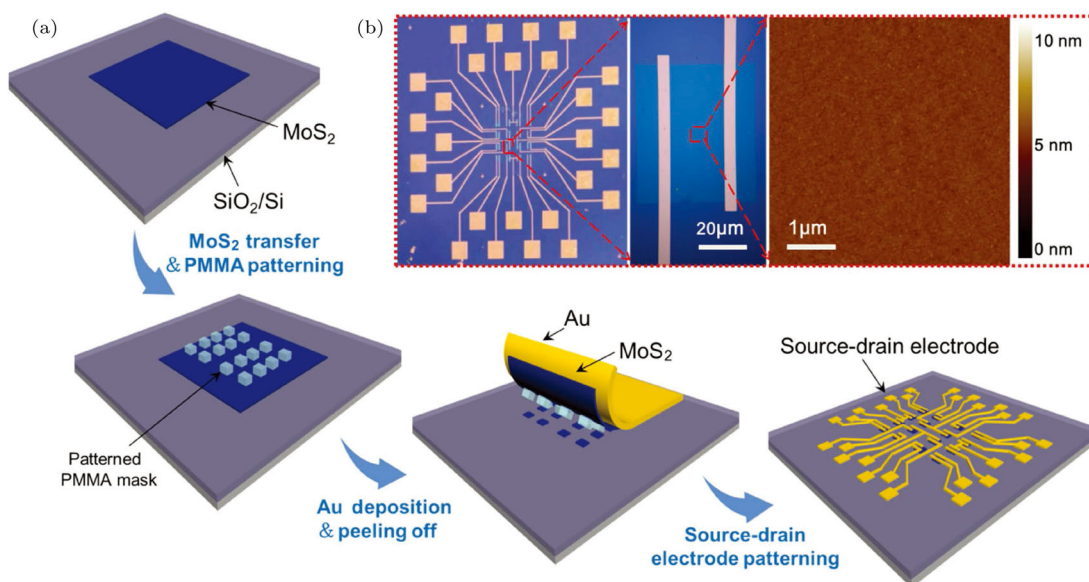 (a)
MoS₂
SiO₂/Si
MoS₂ transfer
& PMMA patterning
(b)
20μm
1μm
10 nm
5 nm
0 nm
Patterned
PMMA mask
Au deposition
& peeling off
Au
MoS₂
Source-drain
electrode patterning
Source-drain electrode